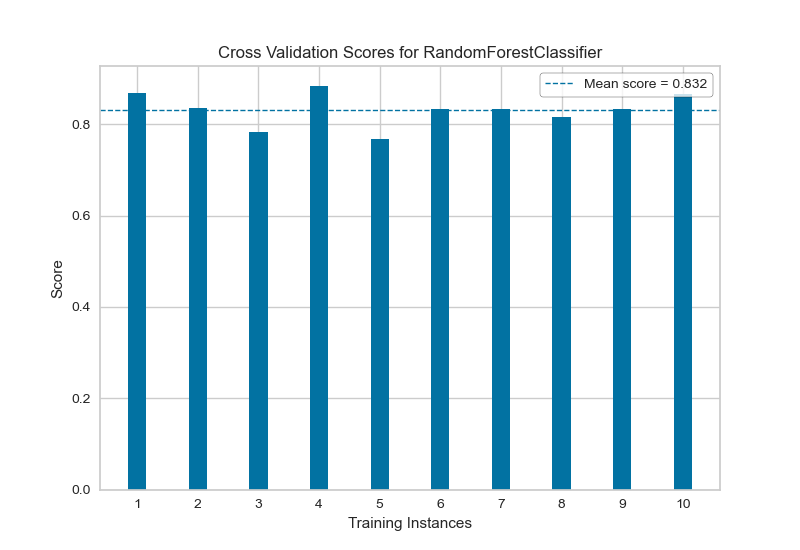 Cross Validation Scores for RandomForestClassifier
Mean score = 0.832
0.8
0.6
0.4
0.2
0.0
Score
1 2 3 4 5 6 7 8 9 10
Training Instances